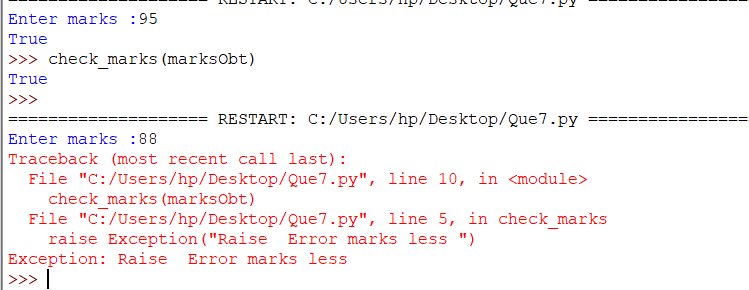 ==================== RESTART: C:/Users/hp/Desktop/Que7.py ================
Enter marks :95
True
>>> check_marks(marksObt)
True
>>>
==================== RESTART: C:/Users/hp/Desktop/Que7.py ================
Enter marks :88
Traceback (most recent call last):
  File "C:/Users/hp/Desktop/Que7.py", line 10, in <module>
    check_marks(marksObt)
  File "C:/Users/hp/Desktop/Que7.py", line 5, in check_marks
    raise Exception("Raise  Error marks less ")
Exception: Raise  Error marks less
>>>